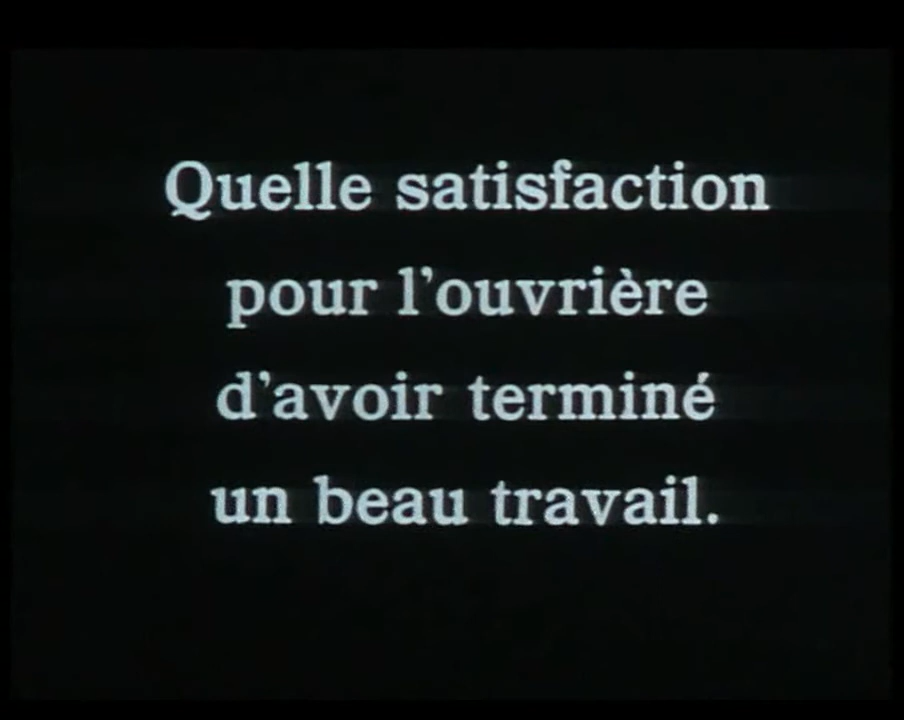 Quelle satisfaction
pour l'ouvrière
d'avoir terminé
un beau travail.